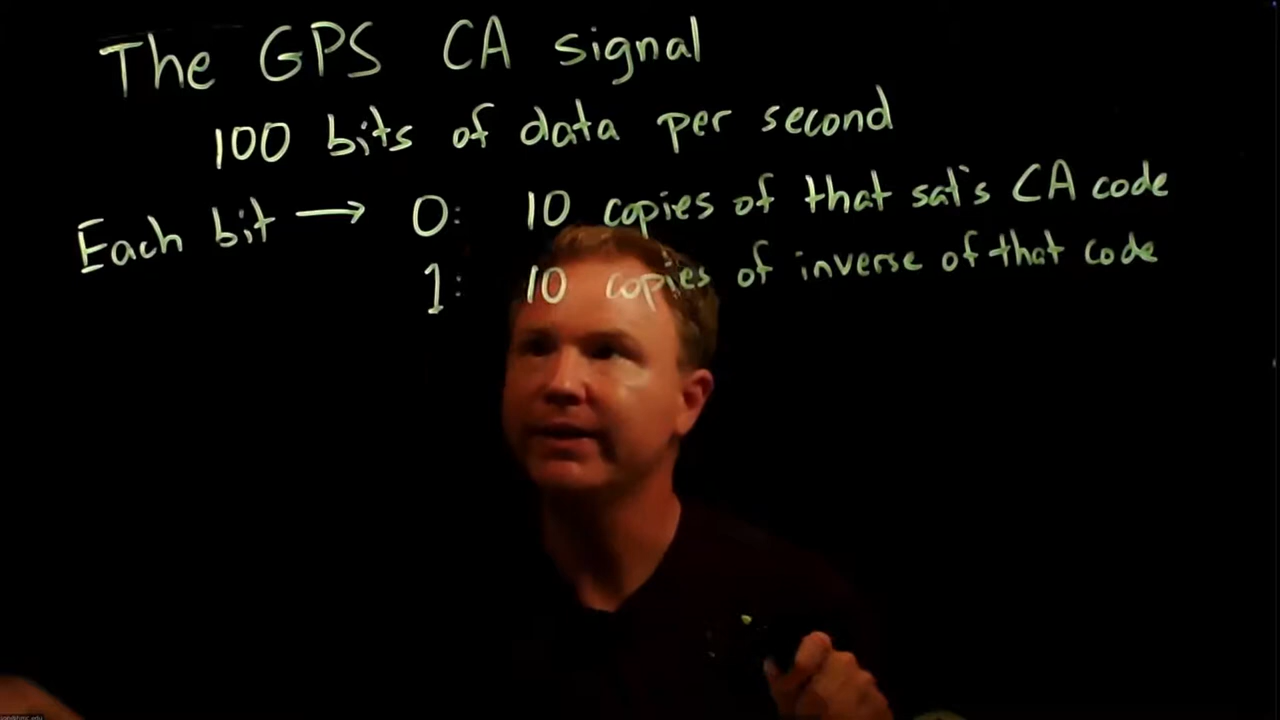 The GPS CA signal
100 bits of data per second
Each bit → 0: 10 copies of that sat's CA code
1: 10 copies of inverse of that code